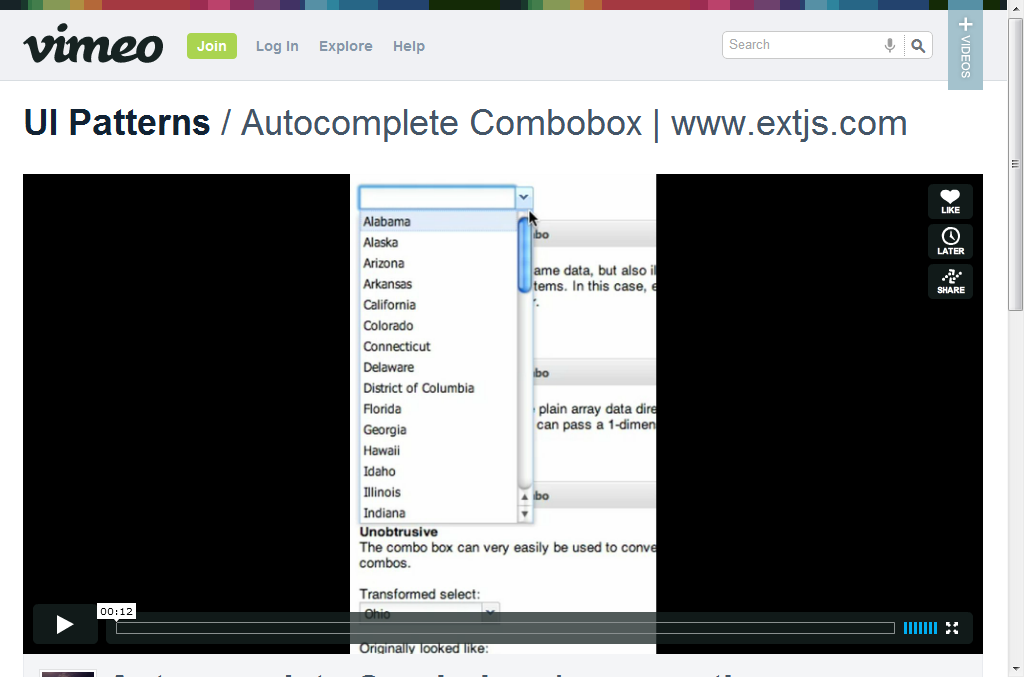 vimeo
Join
Log In
Explore
Help
Search
+ VIDEOS
UI Patterns / Autocomplete Combobox | www.extjs.com
LIKE
LATER
SHARE
Alabama
Alaska
Arizona
Arkansas
California
Colorado
Connecticut
Delaware
District of Columbia
Florida
Georgia
Hawaii
Idaho
Illinois
Indiana
bo
ame data, but also il
tems. In this case, e
bo
plain array data dire
can pass a 1-dimen
bo
Unobtrusive
The combo box can very easily be used to conve
combos.
Transformed select:
Ohio
Originally looked like:
00:12